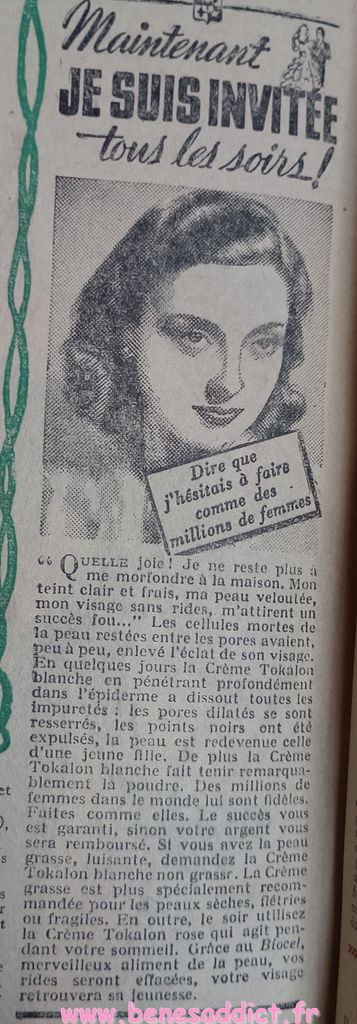 Maintenant
JE SUIS INVITÉE
tous les soirs!
Dire que
j'hésitais à faire
comme des
millions de femmes
“ QUELLE joie! Je ne reste plus à
me morfondre à la maison. Mon
teint clair et frais, ma peau veloutée,
mon visage sans rides, m'attirent un
succès fou...” Les cellules mortes de
la peau restées entre les pores avaient,
peu à peu, enlevé l'éclat de son visage.
En quelques jours la Crème Tokalon
blanche en pénétrant profondément
dans l'épiderme a dissout toutes les
impuretés : les pores dilatés se sont
resserrés, les points noirs ont été
expulsés, la peau est redevenue celle
d'une jeune fille. De plus la Crème
Tokalon blanche fait tenir remarqua-
blement la poudre. Des millions de
femmes dans le monde lui sont fidèles.
Faites comme elles. Le succès vous
est garanti, sinon votre argent vous
sera remboursé. Si vous avez la peau
grasse, luisante, demandez la Crème
Tokalon blanche non grasse. La Crème
grasse est plus spécialement recom-
mandée pour les peaux sèches, flétries
ou fragiles. En outre, le soir utilisez
la Crème Tokalon rose qui agit pen-
dant votre sommeil. Grâce au Biocel,
merveilleux aliment de la peau, vos
rides seront effacées, votre visage
retrouvera sa jeunesse.
www.benesaddict.fr